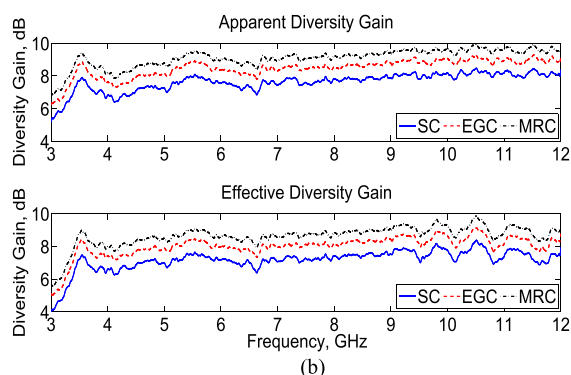 Apparent Diversity Gain
Diversity Gain, dB
10
8
6
4
SC EGC MRC
3 4 5 6 7 8 9 10 11 12
Effective Diversity Gain
Diversity Gain, dB
10
8
6
4
SC EGC MRC
3 4 5 6 7 8 9 10 11 12
Frequency, GHz
(b)